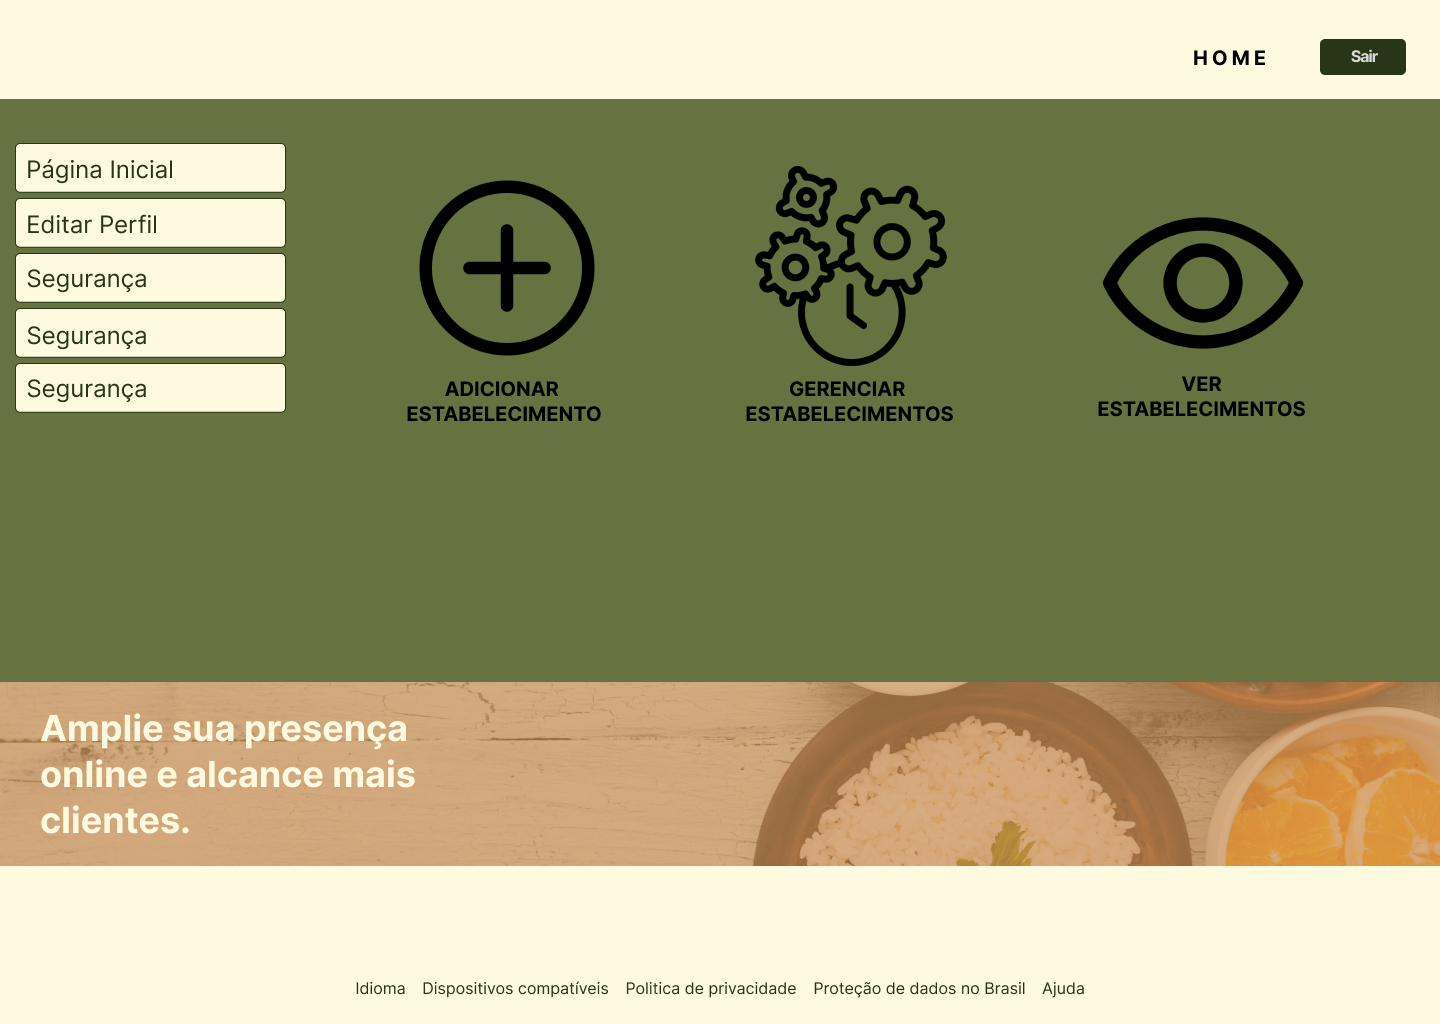 HOME
Sair
Página Inicial
Editar Perfil
Segurança
Segurança
Segurança
ADICIONAR
ESTABELECIMENTO
GERENCIAR
ESTABELECIMENTOS
VER
ESTABELECIMENTOS
Amplie sua presença
online e alcance mais
clientes.
Idioma Dispositivos compatíveis Politica de privacidade Proteção de dados no Brasil Ajuda